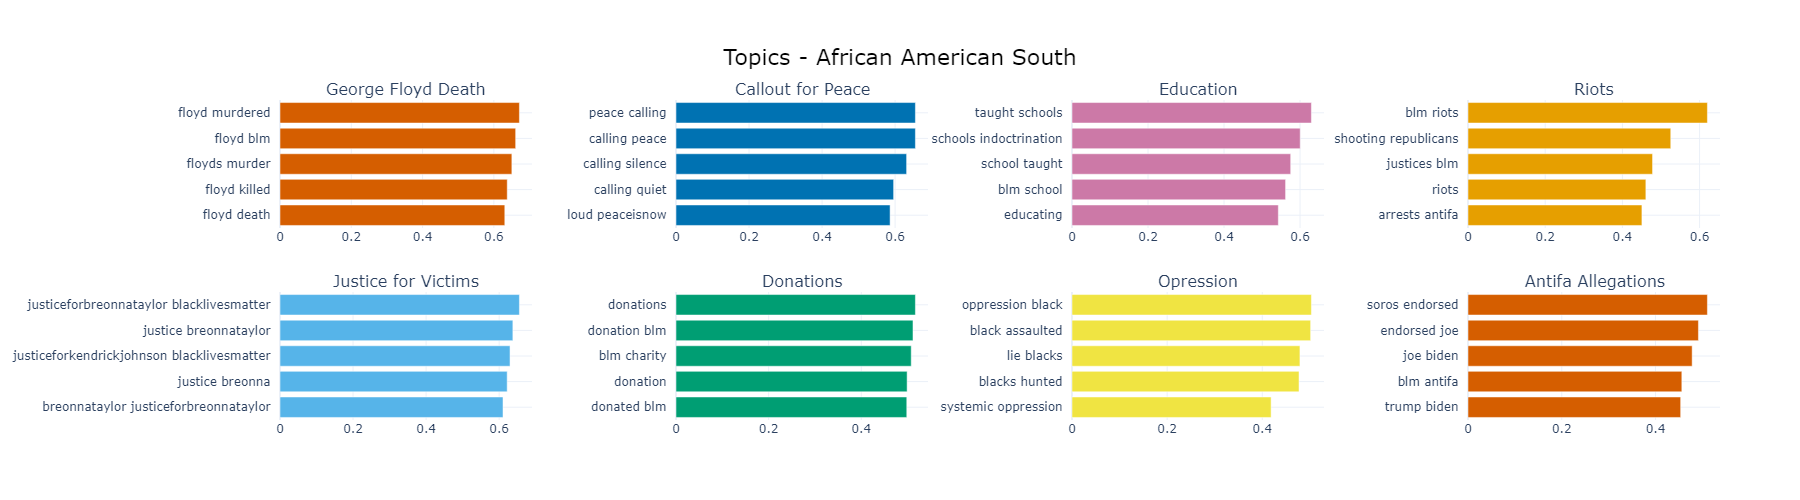 Topics - African American South
George Floyd Death
floyd murdered
floyd blm
floyds murder
floyd killed
floyd death
0 0.2 0.4 0.6
Callout for Peace
peace calling
calling peace
calling silence
calling quiet
loud peaceisnow
0 0.2 0.4 0.6
Education
taught schools
schools indoctrination
school taught
blm school
educating
0 0.2 0.4 0.6
Riots
blm riots
shooting republicans
justices blm
riots
arrests antifa
0 0.2 0.4 0.6
Justice for Victims
justiceforbreonnataylor blacklivesmatter
justice breonnataylor
justiceforkendrickjohnson blacklivesmatter
justice breonna
breonnataylor justiceforbreonnataylor
0 0.2 0.4 0.6
Donations
donations
donation blm
blm charity
donation
donated blm
0 0.2 0.4
Opression
oppression black
black assaulted
lie blacks
blacks hunted
systemic oppression
0 0.2 0.4
Antifa Allegations
soros endorsed
endorsed joe
joe biden
blm antifa
trump biden
0 0.2 0.4